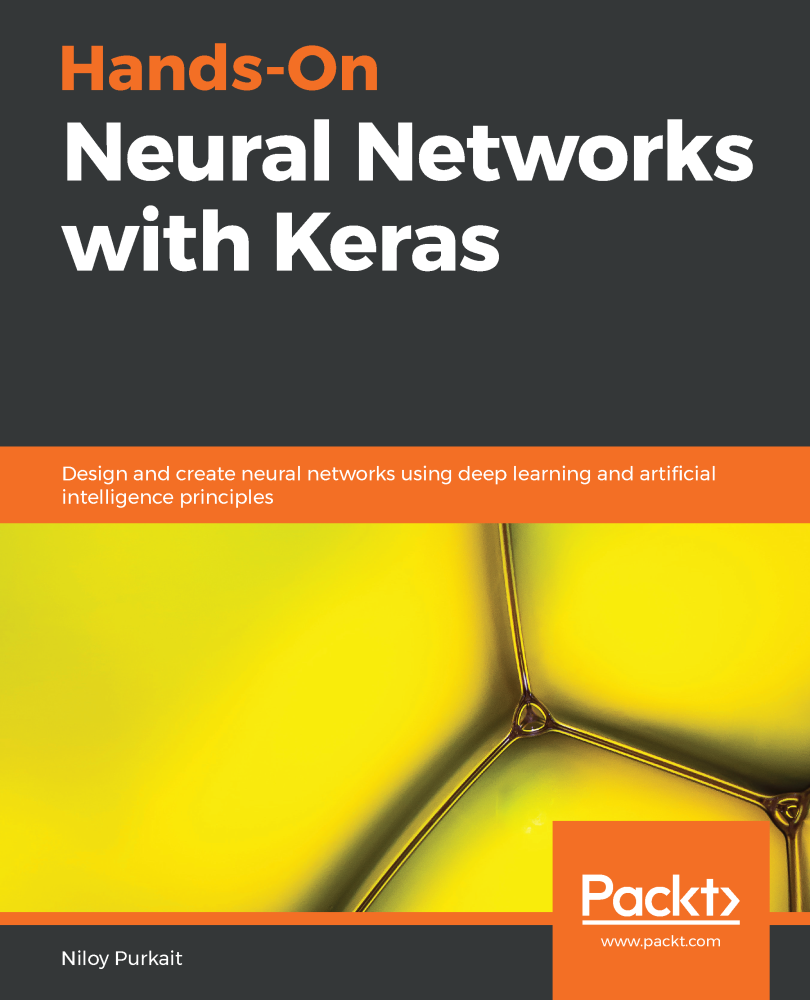 Hands-On
Neural Networks
with Keras
Design and create neural networks using deep learning and artificial
intelligence principles
Packt>
www.packt.com
Niloy Purkait